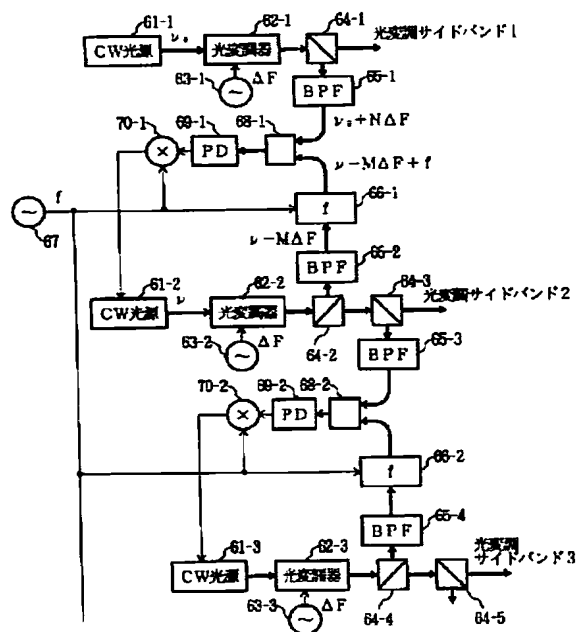 61-1
62-1
64-1
CW光源
ν₀
光変調器
光変調サイドバンド1
63-1
ΔF
65-1
BPF
70-1
69-1
68-1
ν₀+NΔF
PD
ν-MΔF+f
f
67
66-1
f
ν-MΔF
65-2
BPF
61-2
62-2
64-3
CW光源
ν
光変調器
光変調サイドバンド2
63-2
ΔF
64-2
65-3
BPF
70-2
69-2
68-2
PD
f
66-2
65-4
BPF
61-3
62-3
CW光源
光変調器
光変調
サイドバンド3
63-3
ΔF
64-4
64-5